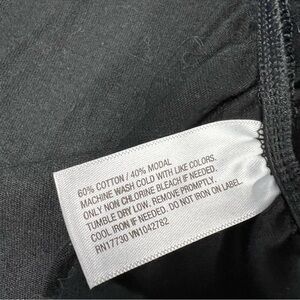 60% COTTON / 40% MODAL
MACHINE WASH COLD WITH LIKE COLORS.
ONLY NON CHLORINE BLEACH IF NEEDED.
TUMBLE DRY LOW. REMOVE PROMPTLY.
COOL IRON IF NEEDED. DO NOT IRON ON LABEL.
RN17730 VN1042762